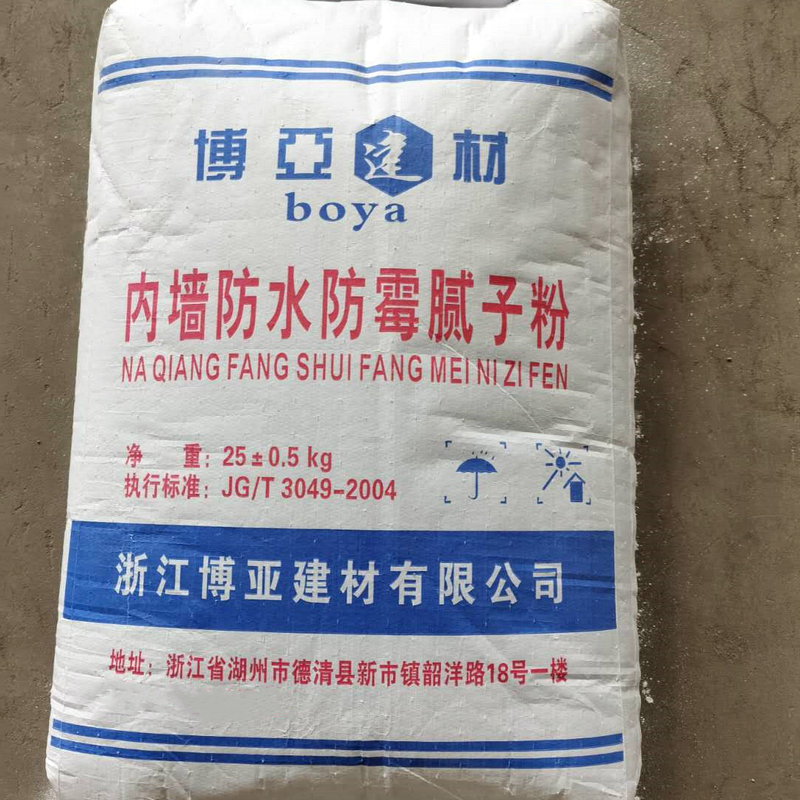 博亚建材
boya
内墙防水防霉腻子粉
NA QIANG FANG SHUI FANG MEI NI ZI FEN
净 重：25±0.5 kg
执行标准：JG/T 3049-2004
浙江博亚建材有限公司
地址：浙江省湖州市德清县新市镇韶洋路18号一楼